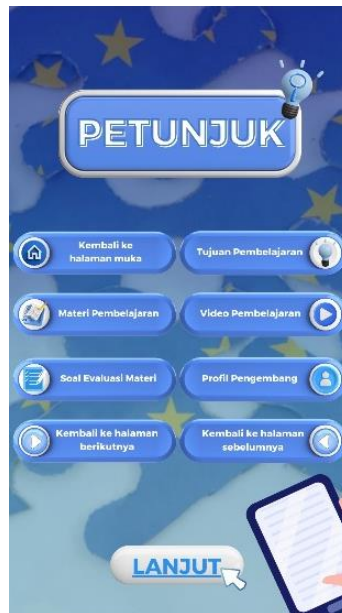 PETUNJUK
Kembali ke
halaman muka
Tujuan Pembelajaran
Materi Pembelajaran
Video Pembelajaran
Soal Evaluasi Materi
Profil Pengembang
Kembali ke halaman
berikutnya
Kembali ke halaman
sebelumnya
LANJUT